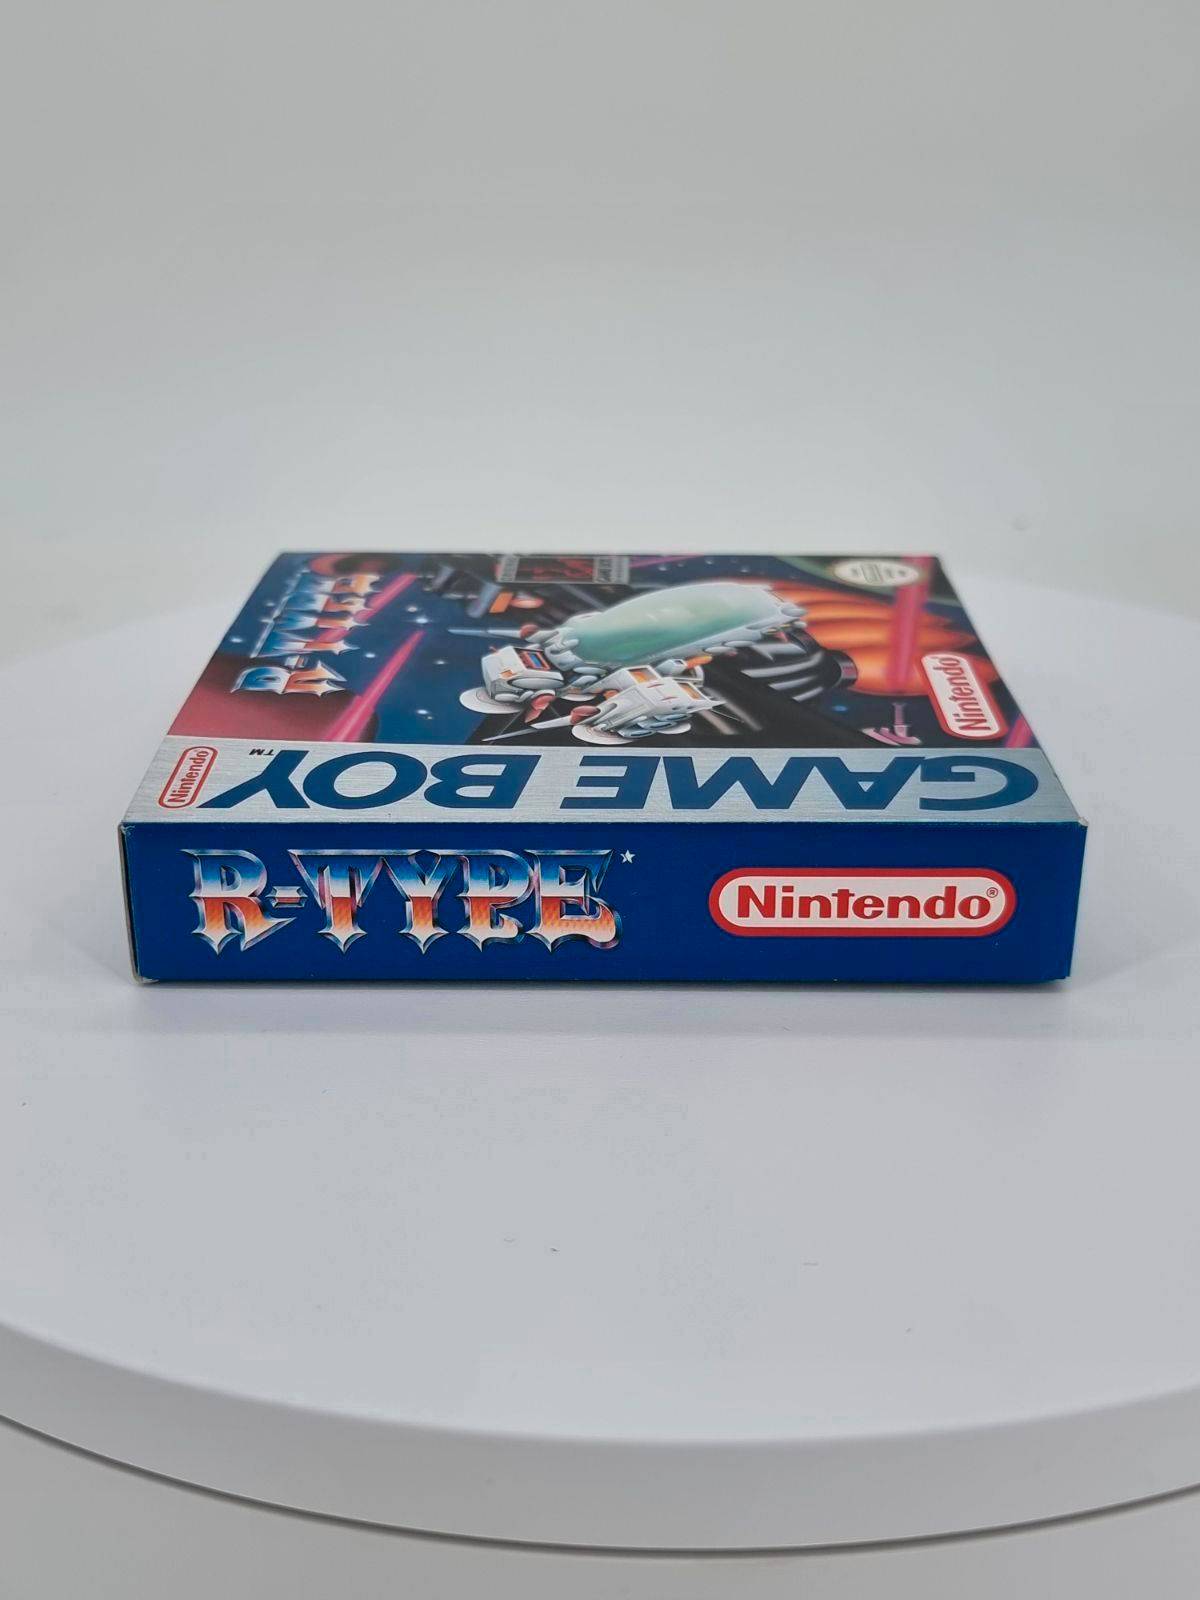 R-TYPE
Nintendo
GAME BOY™
Nintendo
R-TYPE*
Nintendo®